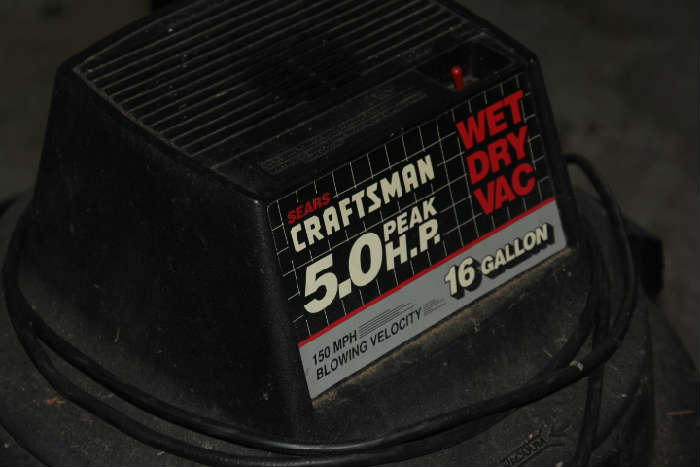 SEARS
CRAFTSMAN
5.0 PEAK H.P.
WET
DRY
VAC
16 GALLON
150 MPH
BLOWING VELOCITY